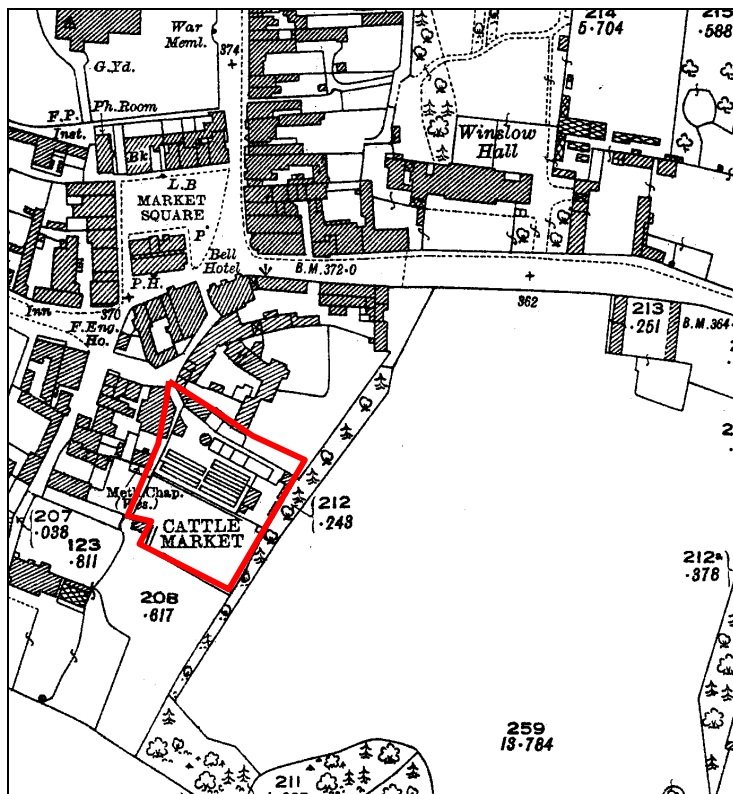 War
Meml.
374
G.Yd.
214
5·704
215
·588
F.P.
Ph.Room
Inst.
Bk
Winslow
Hall
L.B
MARKET
SQUARE
P
Bell
Hotel
P.H.
B.M.372·0
362
Inn
370
F.Eng.
Ho.
213
·251
B.M.364·
Meth.Chap.
(Wes.)
CATTLE
MARKET
212
·243
207
·038
123
·811
208
·617
212a
·378
259
13·784
211